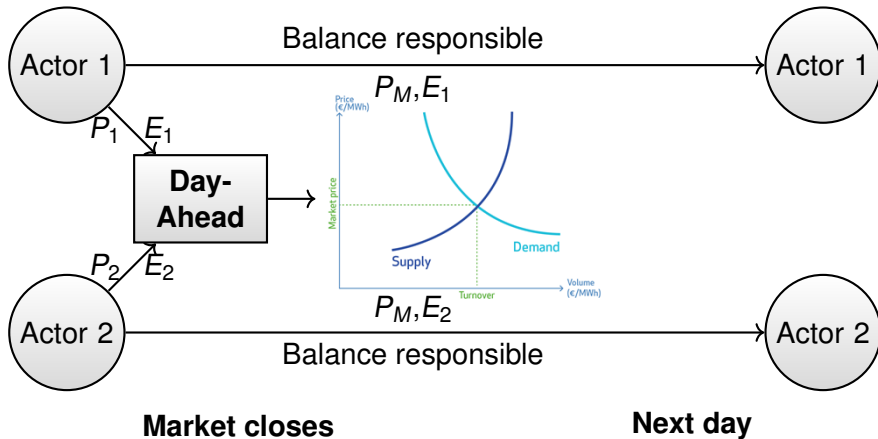 Balance responsible
Actor 1
Actor 1
P_M,E_1
Price
(€/MWh)
P_1
E_1
Day-
Ahead
Market price
Demand
Supply
P_2
E_2
Volume
(€/MWh)
Turnover
P_M,E_2
Actor 2
Actor 2
Balance responsible
Market closes
Next day